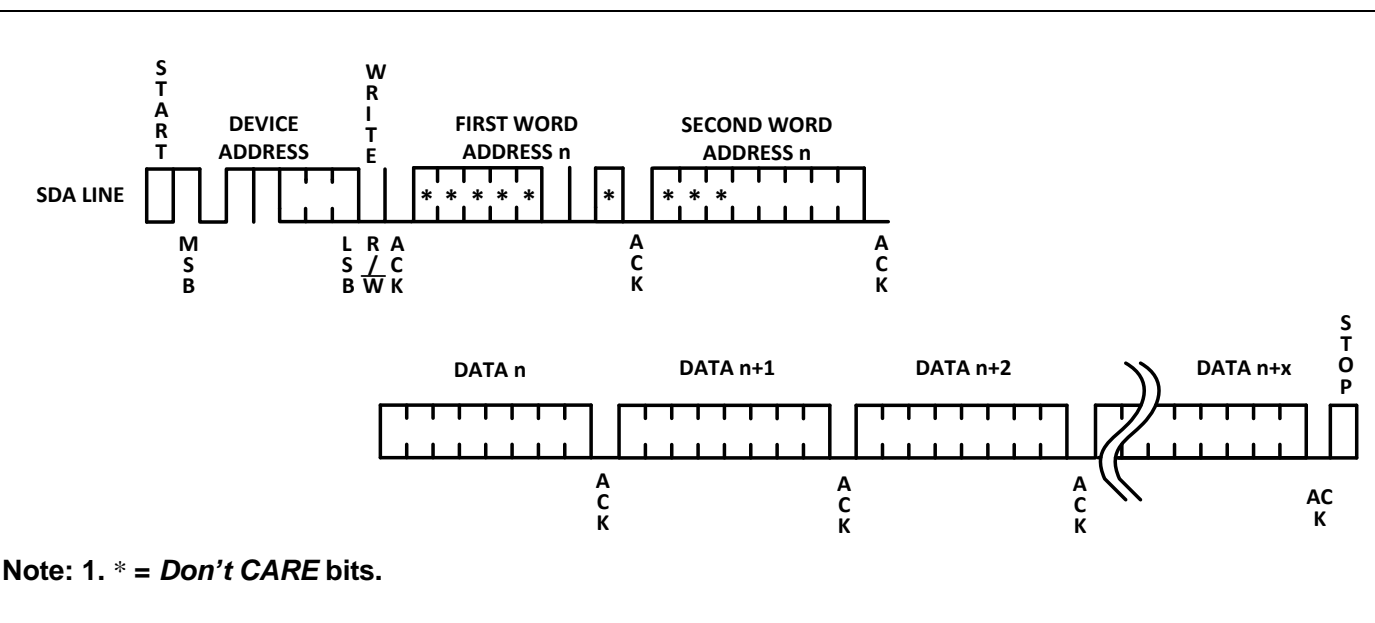 START
WRITE
DEVICE
ADDRESS
FIRST WORD
ADDRESS n
SECOND WORD
ADDRESS n
SDA LINE
* * * * *
*
* * *
MSB
LSB
R/W
ACK
ACK
ACK
STOP
DATA n
DATA n+1
DATA n+2
DATA n+x
ACK
ACK
ACK
ACK
Note: 1. * = Don't CARE bits.